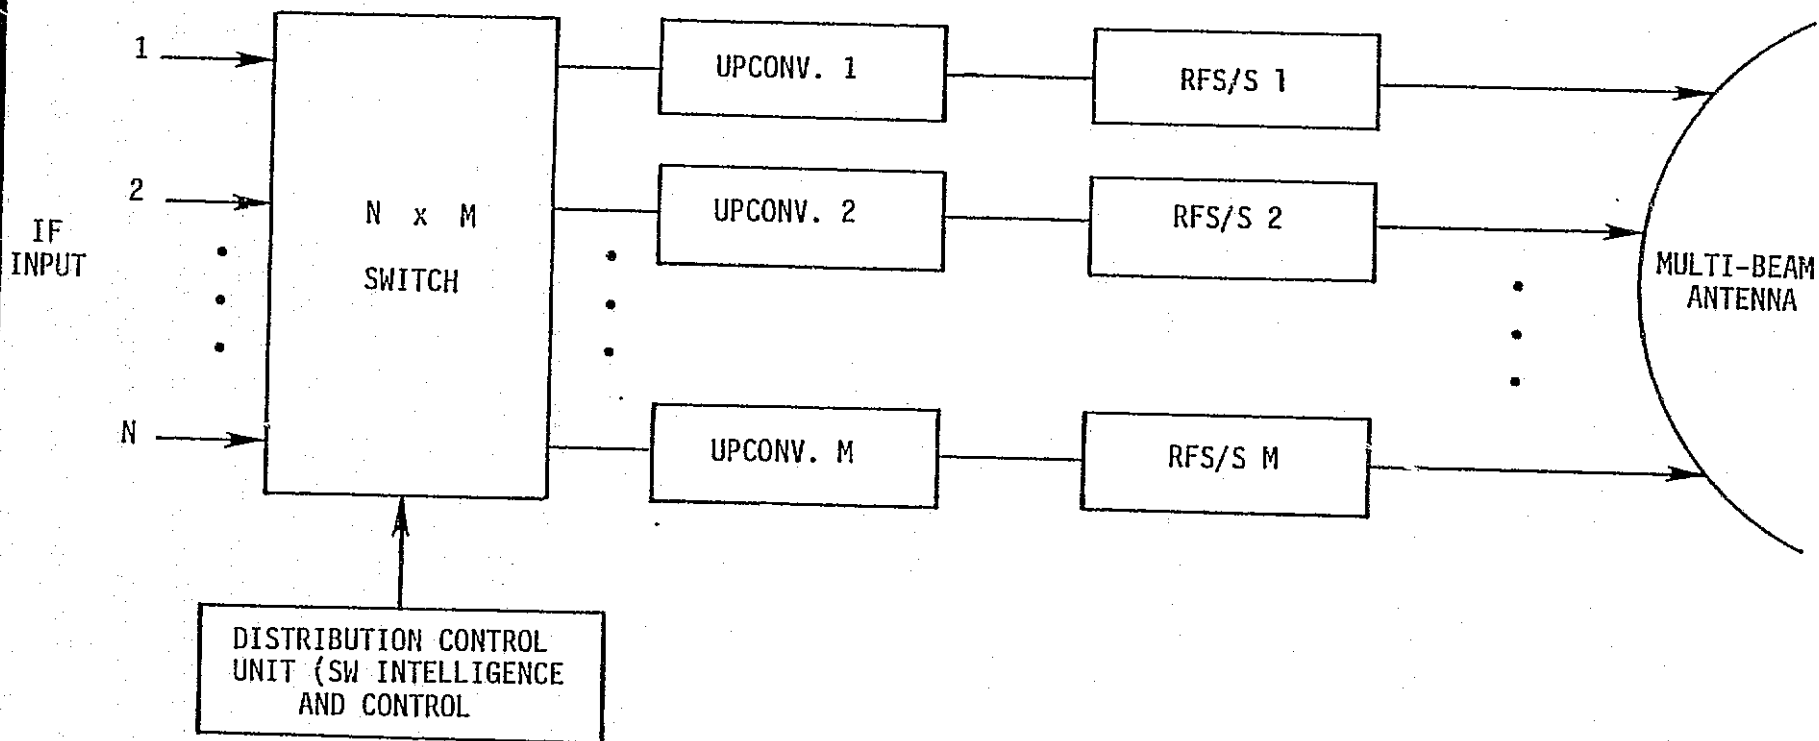 1
UPCONV. 1
RFS/S 1
2
N x M
SWITCH
UPCONV. 2
RFS/S 2
IF
INPUT
MULTI-BEAM
ANTENNA
N
UPCONV. M
RFS/S M
DISTRIBUTION CONTROL
UNIT (SW INTELLIGENCE
AND CONTROL